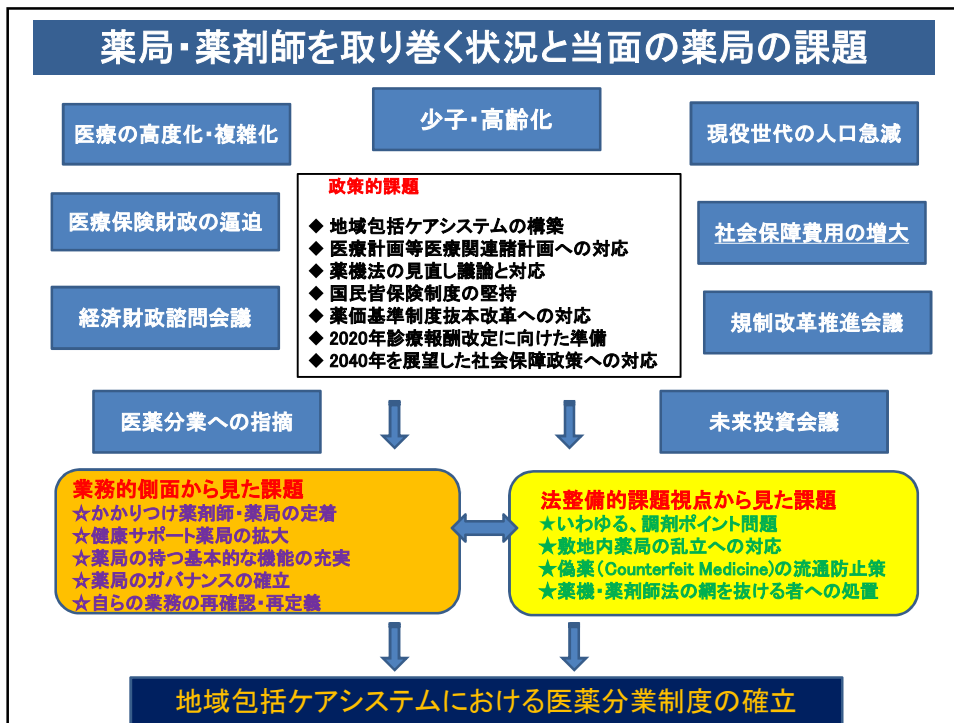 薬局・薬剤師を取り巻く状況と当面の薬局の課題
少子・高齢化
医療の高度化・複雑化
現役世代の人口急減
医療保険財政の逼迫
社会保障費用の増大
経済財政諮問会議
規制改革推進会議
政策的課題
◆ 地域包括ケアシステムの構築
◆ 医療計画等医療関連諸計画への対応
◆ 薬機法の見直し議論と対応
◆ 国民皆保険制度の堅持
◆ 薬価基準制度抜本改革への対応
◆ 2020年診療報酬改定に向けた準備
◆ 2040年を展望した社会保障政策への対応
医薬分業への指摘
未来投資会議
業務的側面から見た課題
☆かかりつけ薬剤師・薬局の定着
☆健康サポート薬局の拡大
☆薬局の持つ基本的な機能の充実
☆薬局のガバナンスの確立
☆自らの業務の再確認・再定義
法整備的課題視点から見た課題
★いわゆる、調剤ポイント問題
★敷地内薬局の乱立への対応
★偽薬(Counterfeit Medicine)の流通防止策
★薬機・薬剤師法の網を抜ける者への処置
地域包括ケアシステムにおける医薬分業制度の確立